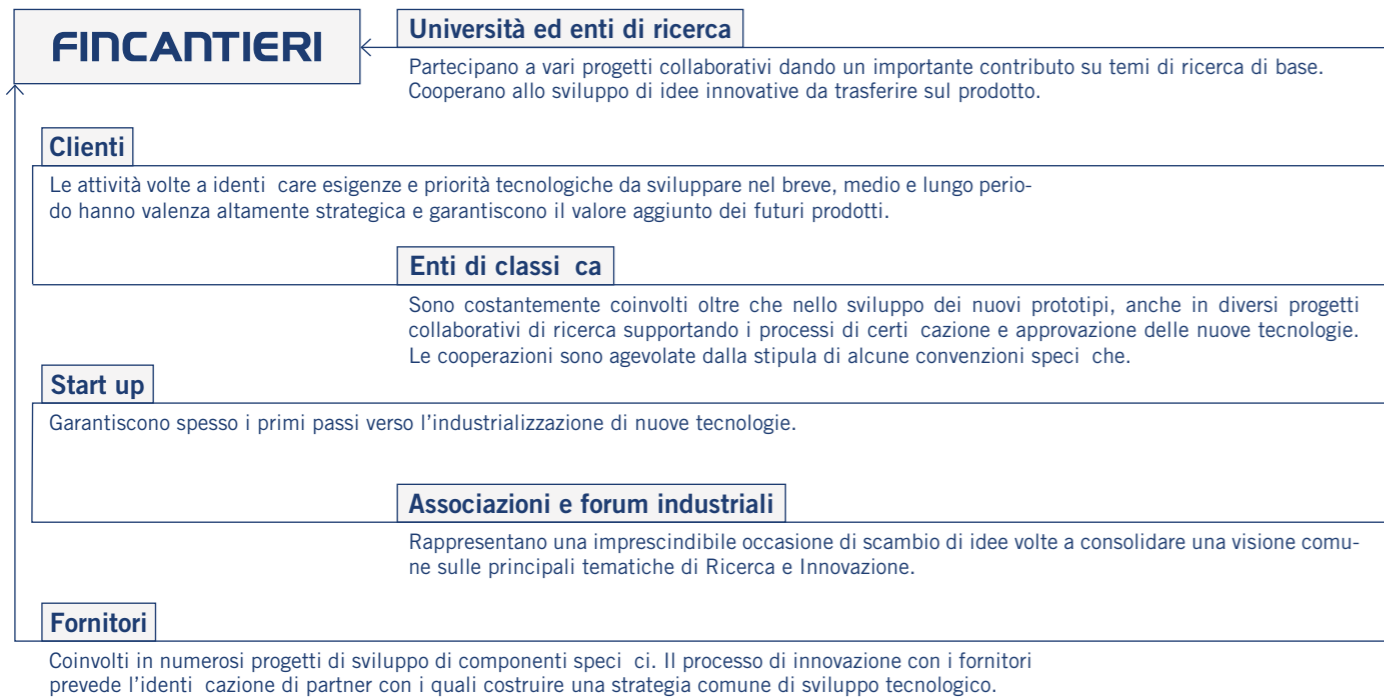 FINCANTIERI
Università ed enti di ricerca
Partecipano a vari progetti collaborativi dando un importante contributo su temi di ricerca di base.
Cooperano allo sviluppo di idee innovative da trasferire sul prodotto.
Clienti
Le attività volte a identi care esigenze e priorità tecnologiche da sviluppare nel breve, medio e lungo perio-
do hanno valenza altamente strategica e garantiscono il valore aggiunto dei futuri prodotti.
Enti di classi ca
Sono costantemente coinvolti oltre che nello sviluppo dei nuovi prototipi, anche in diversi progetti
collaborativi di ricerca supportando i processi di certi cazione e approvazione delle nuove tecnologie.
Le cooperazioni sono agevolate dalla stipula di alcune convenzioni speci che.
Start up
Garantiscono spesso i primi passi verso l'industrializzazione di nuove tecnologie.
Associazioni e forum industriali
Rappresentano una imprescindibile occasione di scambio di idee volte a consolidare una visione comu-
ne sulle principali tematiche di Ricerca e Innovazione.
Fornitori
Coinvolti in numerosi progetti di sviluppo di componenti speci ci. Il processo di innovazione con i fornitori
prevede l'identi cazione di partner con i quali costruire una strategia comune di sviluppo tecnologico.